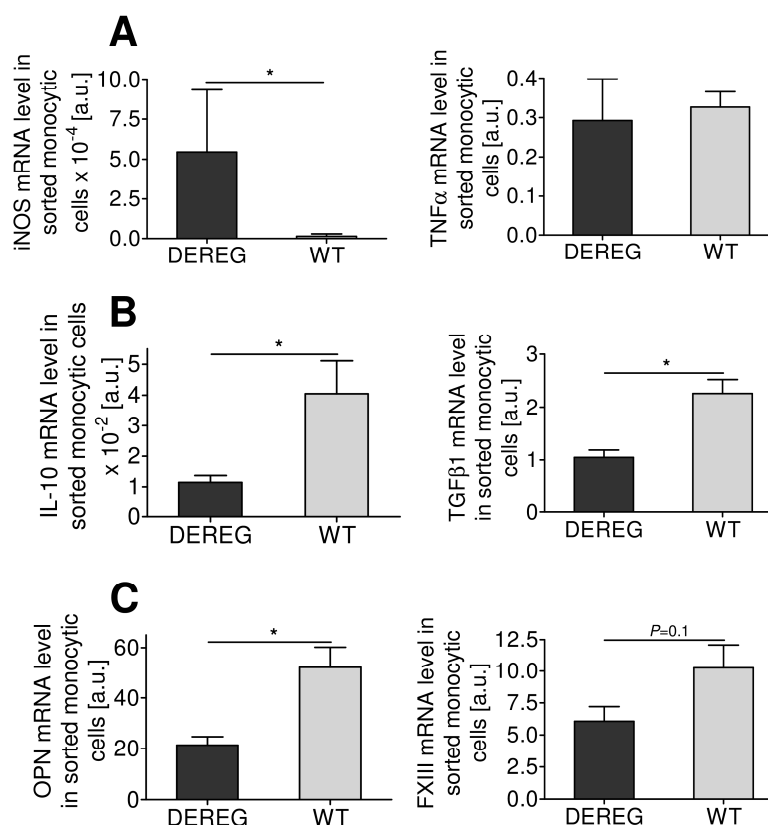 A
iNOS mRNA level in
sorted monocytic
cells x 10-4 [a.u.]
10.0
7.5
5.0
2.5
0.0
*
DEREG WT
TNFα mRNA level in
sorted monocytic
cells [a.u.]
0.4
0.3
0.2
0.1
0.0
DEREG WT
B
IL-10 mRNA level in
sorted monocytic cells
x 10-2 [a.u.]
5
4
3
2
1
0
*
DEREG WT
TGFβ1 mRNA level
in sorted monocytic
cells [a.u.]
3
2
1
0
*
DEREG WT
C
OPN mRNA level
in sorted monocytic
cells [a.u.]
60
40
20
0
*
DEREG WT
FXIII mRNA level in
sorted monocytic
cells [a.u.]
12.5
10.0
7.5
5.0
2.5
0.0
P=0.1
DEREG WT